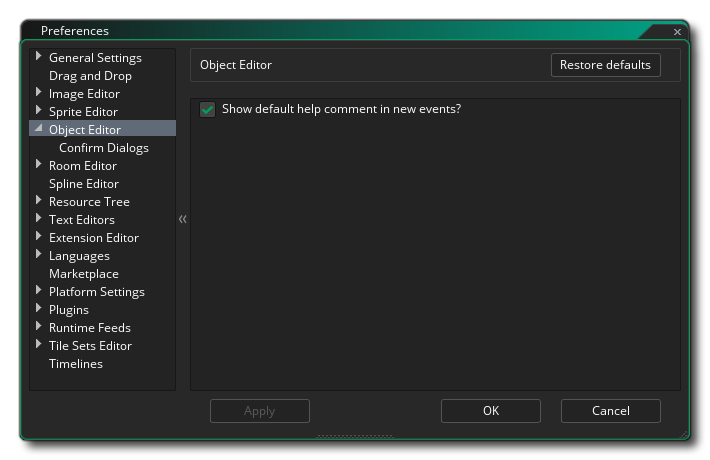 Preferences
General Settings
Drag and Drop
Image Editor
Sprite Editor
Object Editor
Confirm Dialogs
Room Editor
Spline Editor
Resource Tree
Text Editors
Extension Editor
Languages
Marketplace
Platform Settings
Plugins
Runtime Feeds
Tile Sets Editor
Timelines
Object Editor
Restore defaults
Show default help comment in new events?
Apply
OK
Cancel